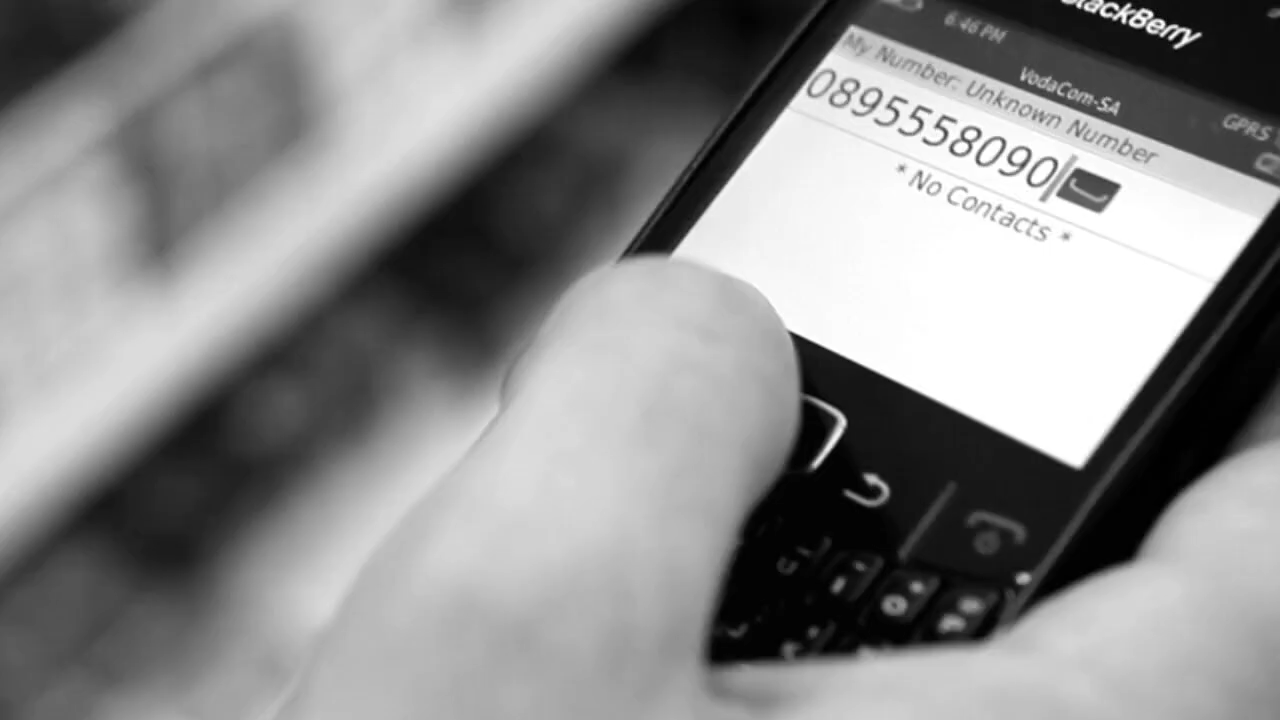 BlackBerry
6:46 PM
VodaCom-SA
GPRS
My Number: Unknown Number
0895558090
* No Contacts *